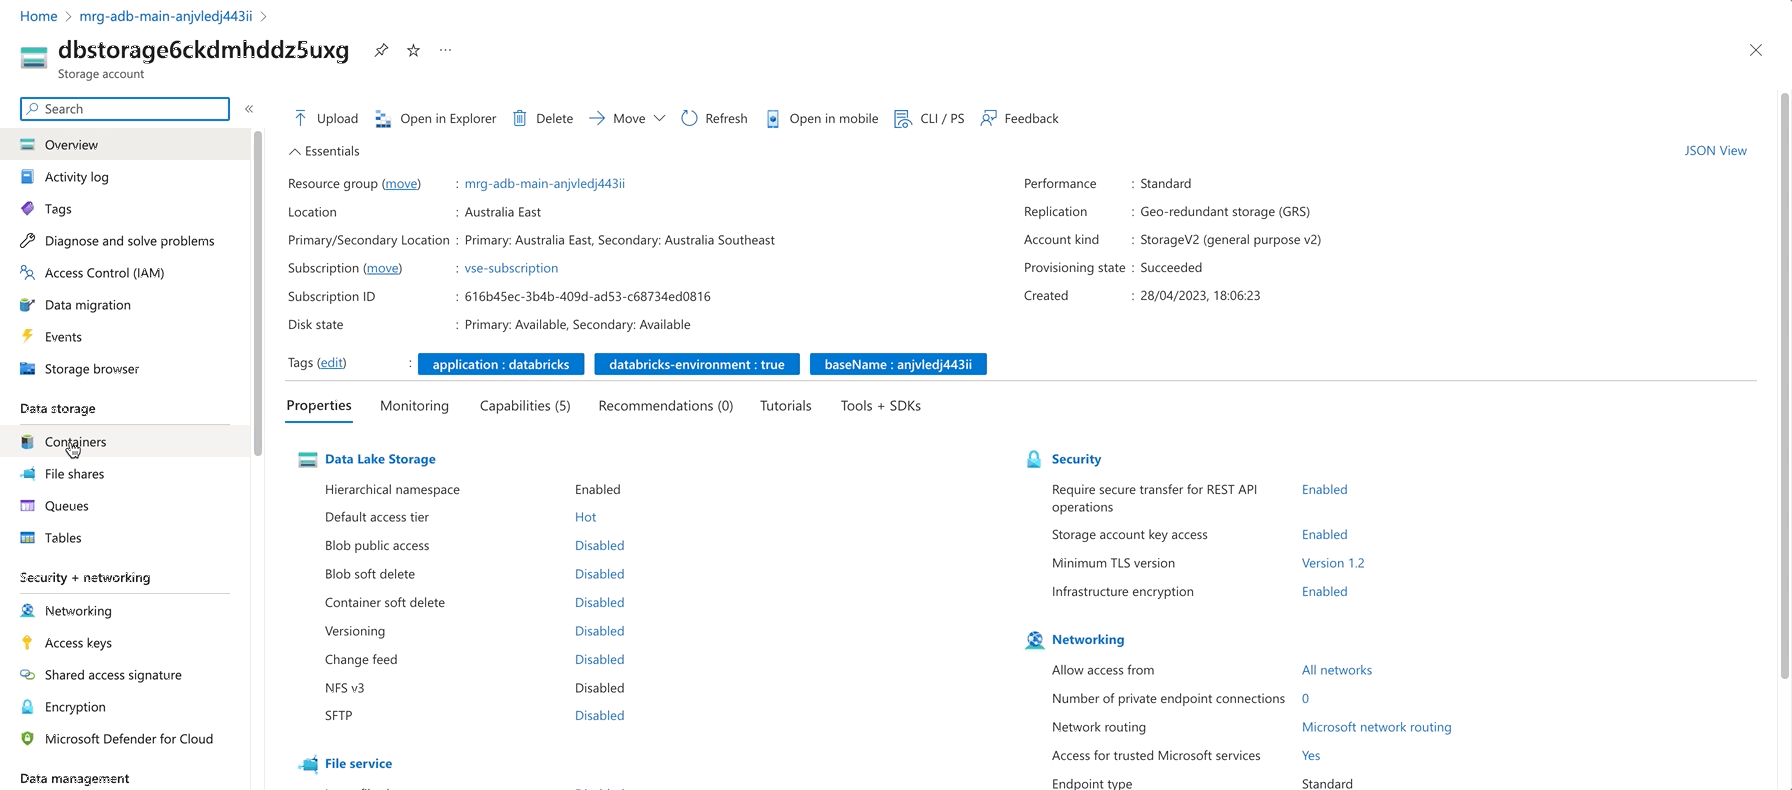 Home > mrg-adb-main-anjvledj443ii >
dbstorage6ckdmhddz5uxg
Storage account
Search
«
Overview
Activity log
Tags
Diagnose and solve problems
Access Control (IAM)
Data migration
Events
Storage browser
Data storage
Containers
File shares
Queues
Tables
Security + networking
Networking
Access keys
Shared access signature
Encryption
Microsoft Defender for Cloud
Data management
Upload Open in Explorer Delete Move Refresh Open in mobile CLI / PS Feedback
Essentials
JSON View
Resource group (move) : mrg-adb-main-anjvledj443ii
Location : Australia East
Primary/Secondary Location : Primary: Australia East, Secondary: Australia Southeast
Subscription (move) : vse-subscription
Subscription ID : 616b45ec-3b4b-409d-ad53-c68734ed0816
Disk state : Primary: Available, Secondary: Available
Performance : Standard
Replication : Geo-redundant storage (GRS)
Account kind : StorageV2 (general purpose v2)
Provisioning state : Succeeded
Created : 28/04/2023, 18:06:23
Tags (edit) : application : databricks databricks-environment : true baseName : anjvledj443ii
Properties Monitoring Capabilities (5) Recommendations (0) Tutorials Tools + SDKs
Data Lake Storage
Hierarchical namespace Enabled
Default access tier Hot
Blob public access Disabled
Blob soft delete Disabled
Container soft delete Disabled
Versioning Disabled
Change feed Disabled
NFS v3 Disabled
SFTP Disabled
File service
Security
Require secure transfer for REST API Enabled
operations
Storage account key access Enabled
Minimum TLS version Version 1.2
Infrastructure encryption Enabled
Networking
Allow access from All networks
Number of private endpoint connections 0
Network routing Microsoft network routing
Access for trusted Microsoft services Yes
Endpoint type Standard